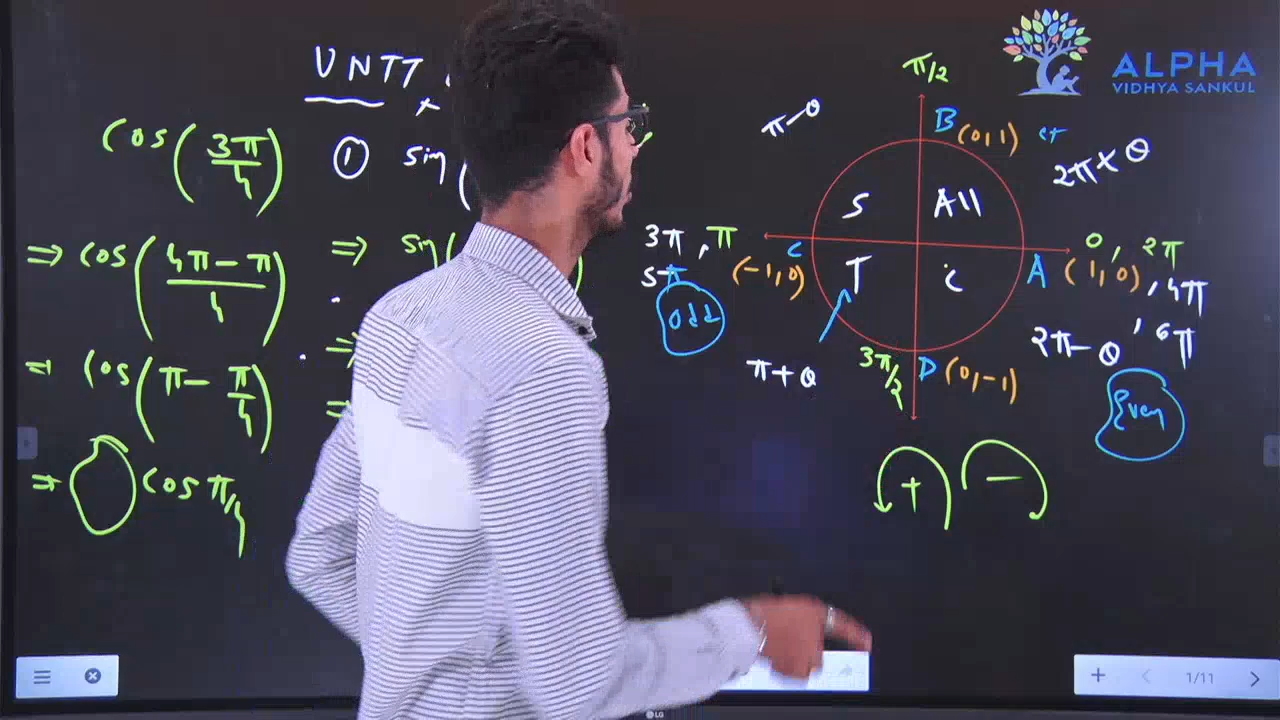 UNIT
cos(3π/4)
⇒ cos((4π-π)/4)
⇒ cos(π-π/4)
⇒ cos π/4
① sin(
⇒ sin(
⇒
⇒
ALPHA
VIDHYA SANKUL
π/2
π-θ
B (0,1)
2π+θ
S
All
3π, π
5π
C
(-1,0)
Odd
T
C
A (1,0)
0, 2π
, 4π
, 6π
2π-θ
Even
π+θ
3π/2
D (0,-1)
+
-
+ < 1/11 >
LG